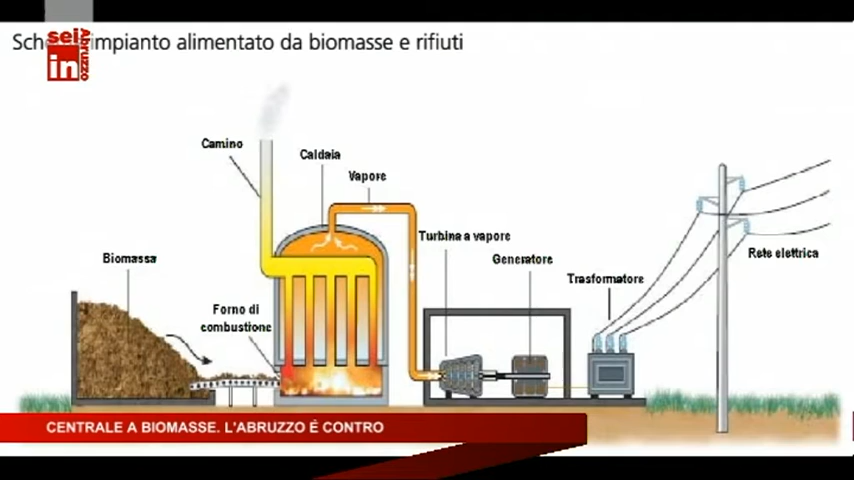 impianto alimentato da biomasse e rifiuti
sei
in
Abruzzo
Camino
Caldaia
Vapore
Turbina a vapore
Generatore
Trasformatore
Rete elettrica
Biomassa
Forno di
combustione
CENTRALE A BIOMASSE. L'ABRUZZO É CONTRO